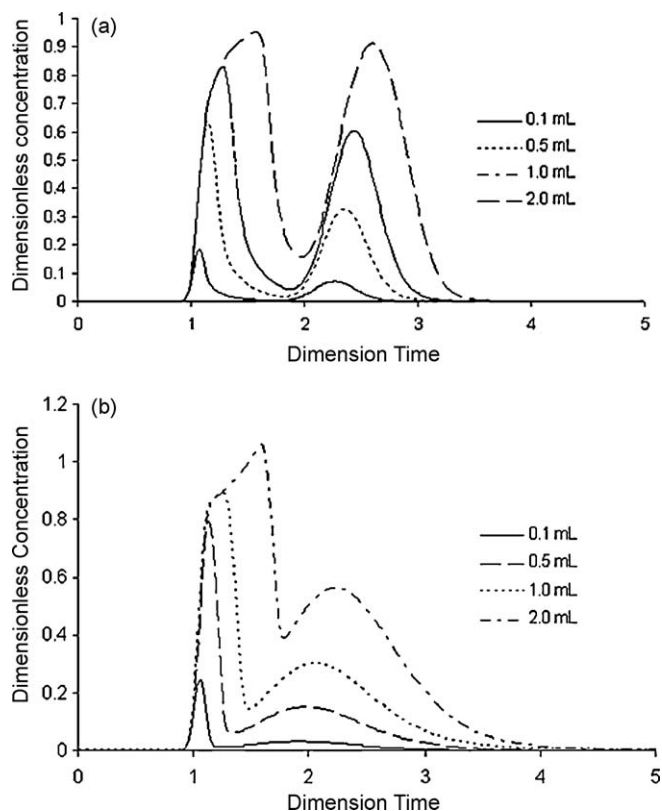 (a)
Dimensionless concentration
1
0.9
0.8
0.7
0.6
0.5
0.4
0.3
0.2
0.1
0
0 1 2 3 4 5
Dimension Time
0.1 mL
0.5 mL
1.0 mL
2.0 mL
(b)
Dimensionless Concentration
1.2
1
0.8
0.6
0.4
0.2
0
0 1 2 3 4 5
Dimension Time
0.1 mL
0.5 mL
1.0 mL
2.0 mL